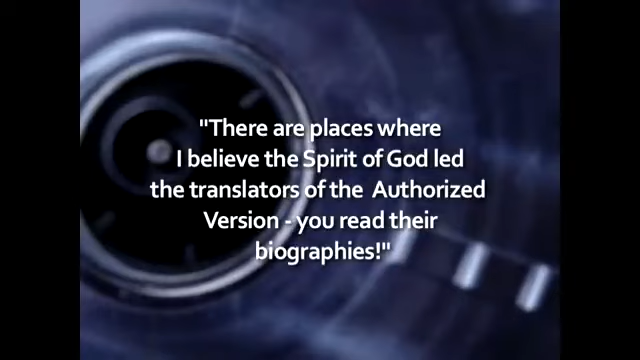 "There are places where
I believe the Spirit of God led
the translators of the Authorized
Version - you read their
biographies!"